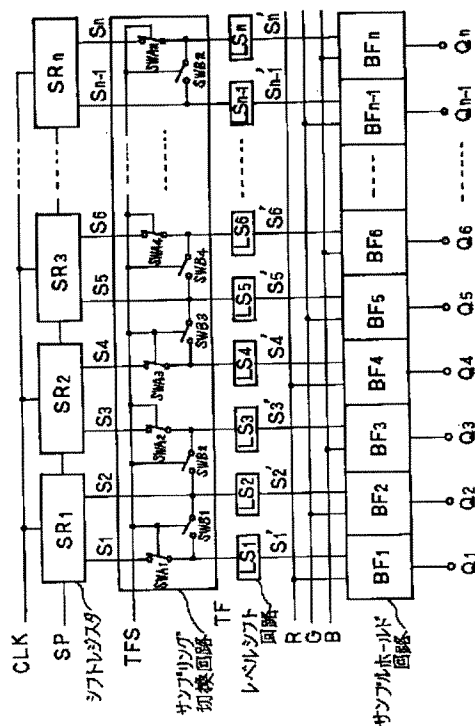 CLK
SP
シフトレジスタ
SR1 SR2 SR3 SRn
S1 S2 S3 S4 S5 S6 Sn-1 Sn
TFS
サンプリング
切換回路
SWA1 SWA2 SWA3 SWA4 SWAn
SWB1 SWB2 SWB3 SWB4 SWBn
TF
レベルシフト
回路
LS1 LS2 LS3 LS4 LS5 LS6 Sn-1 Sn
S1' S2' S3' S4' S5' S6' Sn-1' Sn'
R
G
B
サンプルホールド
回路
BF1 BF2 BF3 BF4 BF5 BF6 BFn-1 BFn
Q1 Q2 Q3 Q4 Q5 Q6 Qn-1 Qn